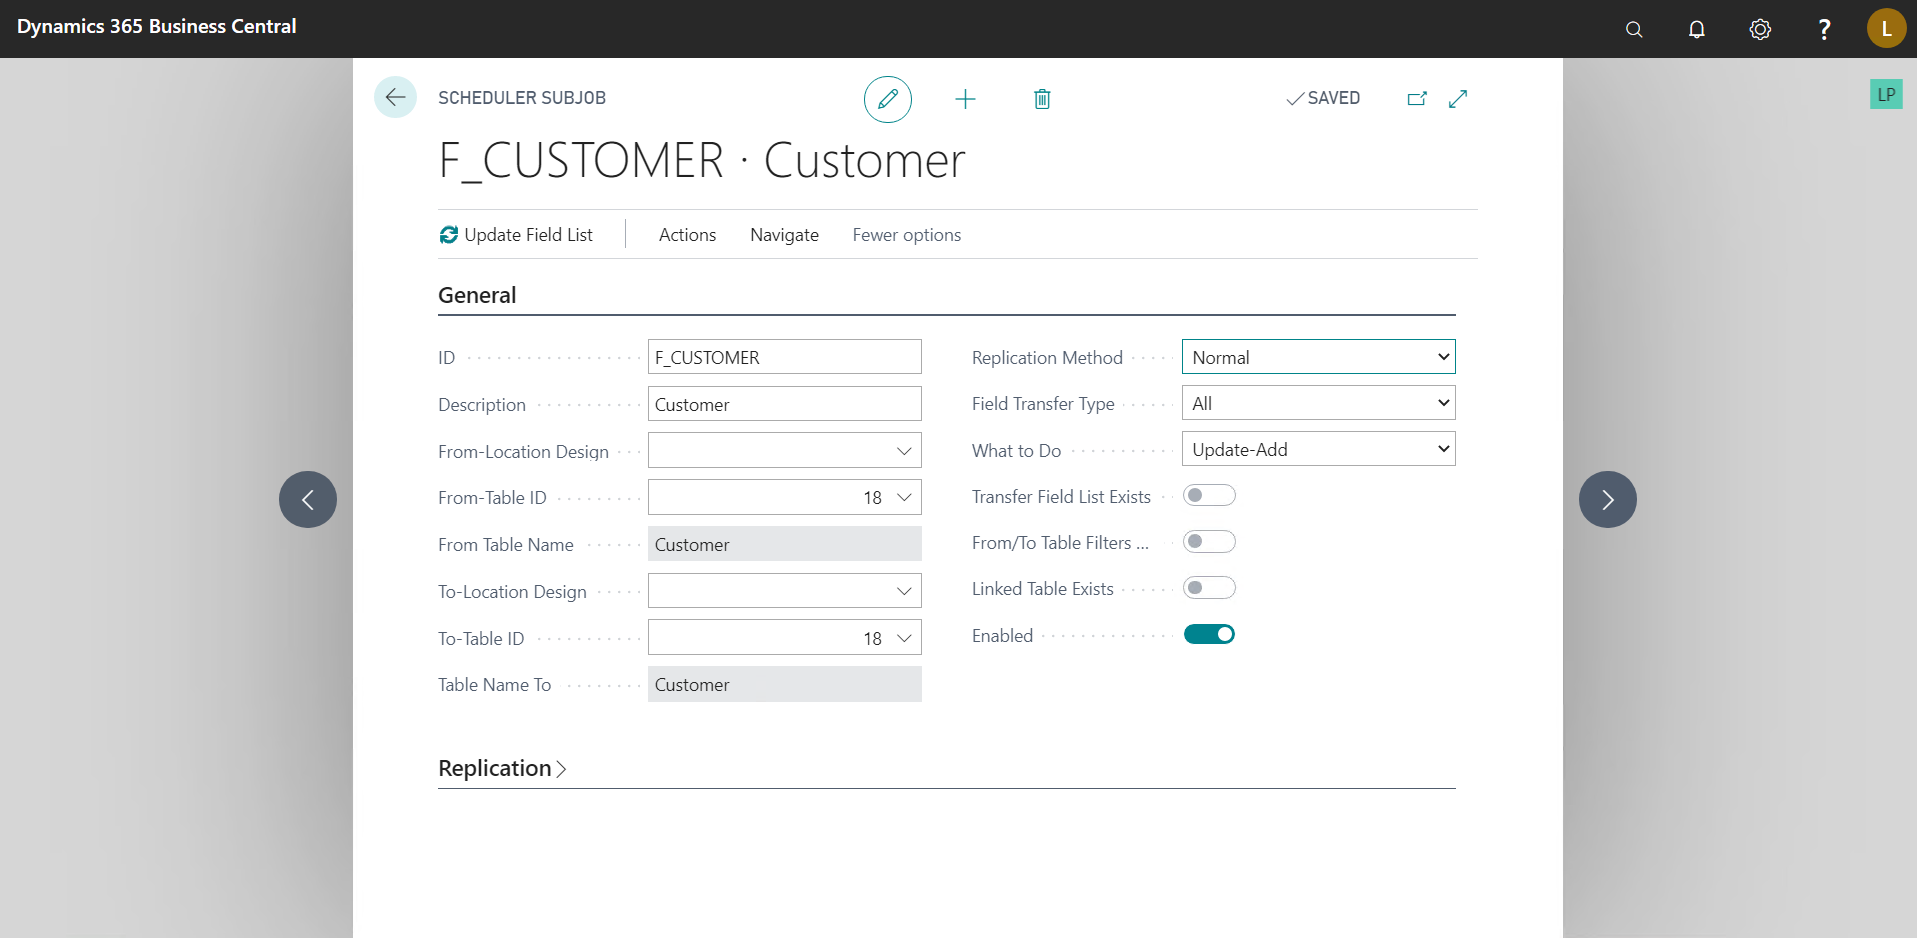 Dynamics 365 Business Central
?
L
SCHEDULER SUBJOB
SAVED
LP
F_CUSTOMER · Customer
Update Field List
Actions
Navigate
Fewer options
General
ID
F_CUSTOMER
Description
Customer
From-Location Design
From-Table ID
18
From Table Name
Customer
To-Location Design
To-Table ID
18
Table Name To
Customer
Replication Method
Normal
Field Transfer Type
All
What to Do
Update-Add
Transfer Field List Exists
From/To Table Filters ...
Linked Table Exists
Enabled
Replication